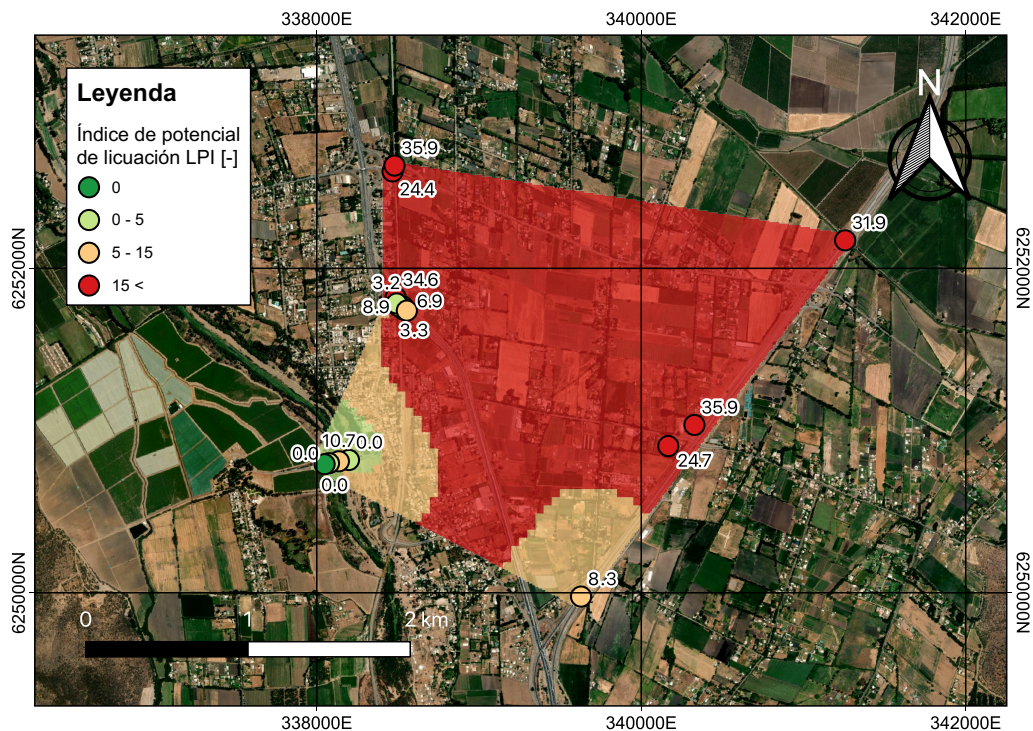 338000E
340000E
342000E
N
Leyenda
Índice de potencial
de licuación LPI [-]
0
0 - 5
5 - 15
15 <
35.9
24.4
31.9
6252000N
6252000N
3.2
34.6
8.9
6.9
3.3
35.9
24.7
0.0
10.7
0.0
0.0
8.3
6250000N
6250000N
0
1
2 km
338000E
340000E
342000E